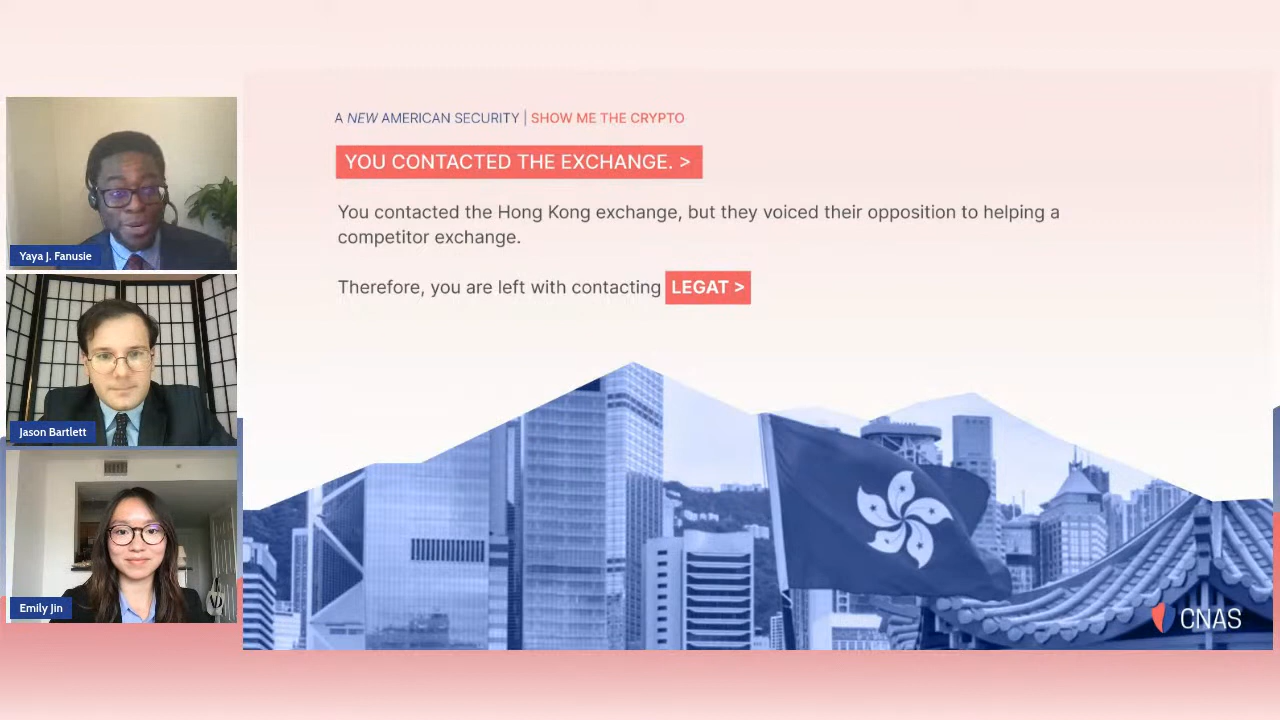 A NEW AMERICAN SECURITY | SHOW ME THE CRYPTO
YOU CONTACTED THE EXCHANGE. >
You contacted the Hong Kong exchange, but they voiced their opposition to helping a
competitor exchange.
Therefore, you are left with contacting LEGAT >
Yaya J. Fanusie
Jason Bartlett
Emily Jin
CNAS